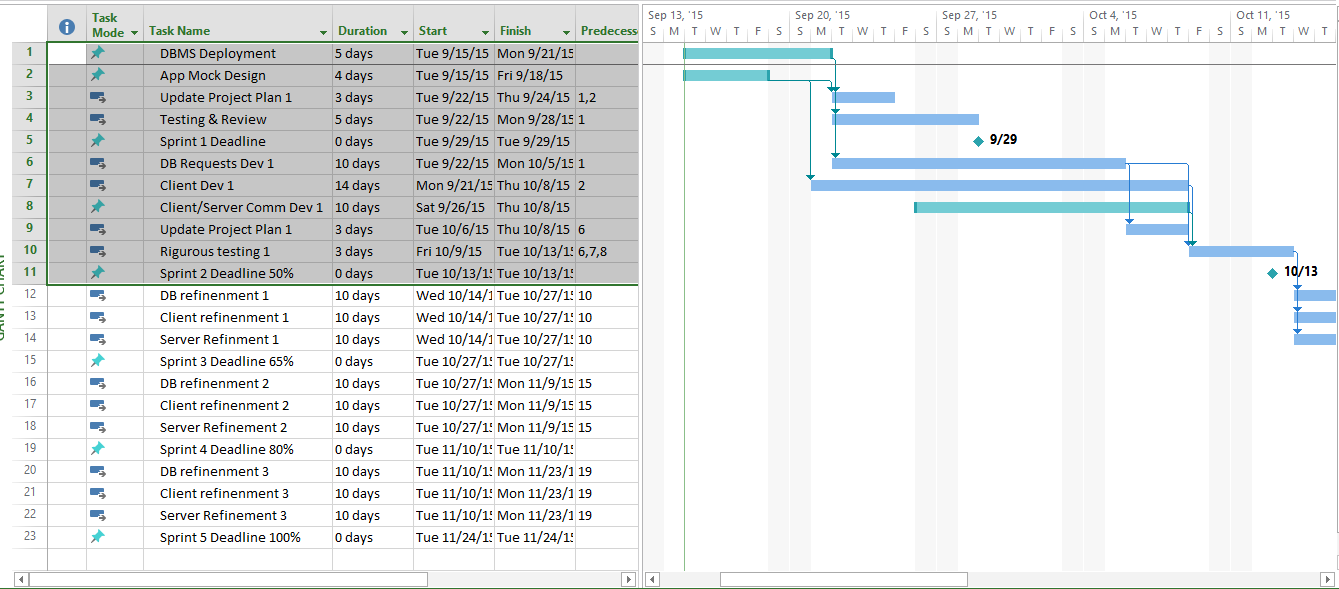 Sep 13, '15 Sep 20, '15 Sep 27, '15 Oct 4, '15 Oct 11, '15
Task Mode Task Name Duration Start Finish Predecess
S M T W T F S S M T W T F S S M T W T F S S M T W T F S S M T W T
1 DBMS Deployment 5 days Tue 9/15/15 Mon 9/21/15
2 App Mock Design 4 days Tue 9/15/15 Fri 9/18/15
3 Update Project Plan 1 3 days Tue 9/22/15 Thu 9/24/15 1,2
4 Testing & Review 5 days Tue 9/22/15 Mon 9/28/15 1
5 Sprint 1 Deadline 0 days Tue 9/29/15 Tue 9/29/15 9/29
6 DB Requests Dev 1 10 days Tue 9/22/15 Mon 10/5/15 1
7 Client Dev 1 14 days Mon 9/21/15 Thu 10/8/15 2
8 Client/Server Comm Dev 1 10 days Sat 9/26/15 Thu 10/8/15
9 Update Project Plan 1 3 days Tue 10/6/15 Thu 10/8/15 6
10 Rigurous testing 1 3 days Fri 10/9/15 Tue 10/13/15 6,7,8
11 Sprint 2 Deadline 50% 0 days Tue 10/13/15 Tue 10/13/15 10/13
12 DB refinenment 1 10 days Wed 10/14/1 Tue 10/27/15 10
13 Client refinenment 1 10 days Wed 10/14/1 Tue 10/27/15 10
14 Server Refinment 1 10 days Wed 10/14/1 Tue 10/27/15 10
15 Sprint 3 Deadline 65% 0 days Tue 10/27/15 Tue 10/27/15
16 DB refinenment 2 10 days Tue 10/27/15 Mon 11/9/15 15
17 Client refinenment 2 10 days Tue 10/27/15 Mon 11/9/15 15
18 Server Refinement 2 10 days Tue 10/27/15 Mon 11/9/15 15
19 Sprint 4 Deadline 80% 0 days Tue 11/10/15 Tue 11/10/15
20 DB refinenment 3 10 days Tue 11/10/15 Mon 11/23/1 19
21 Client refinenment 3 10 days Tue 11/10/15 Mon 11/23/1 19
22 Server Refinement 3 10 days Tue 11/10/15 Mon 11/23/1 19
23 Sprint 5 Deadline 100% 0 days Tue 11/24/15 Tue 11/24/15